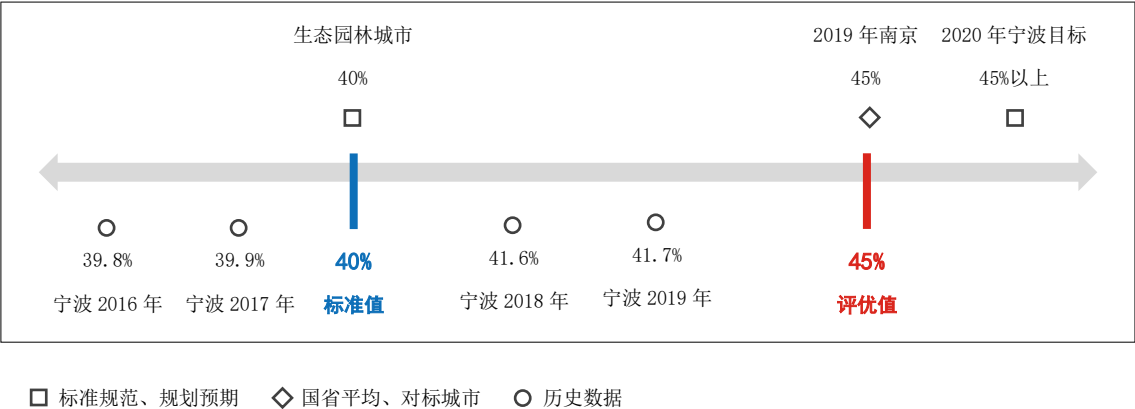 生态园林城市 2019 年南京 2020 年宁波目标
40% 45% 45%以上
39.8% 39.9% 40% 41.6% 41.7% 45%
宁波 2016 年 宁波 2017 年 标准值 宁波 2018 年 宁波 2019 年 评优值
标准规范、规划预期 国省平均、对标城市 历史数据